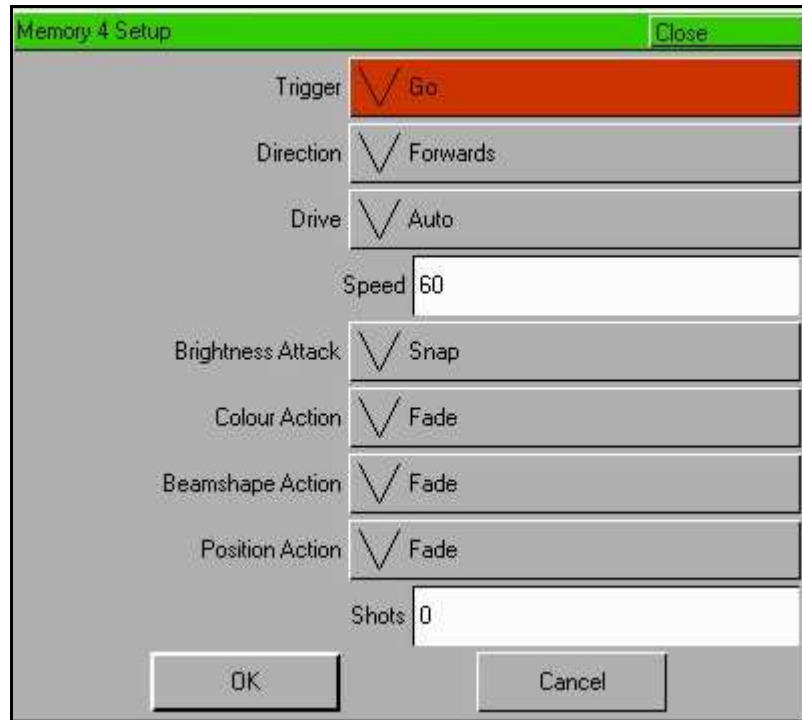 Memory 4 Setup Close
Trigger Go
Direction Forwards
Drive Auto
Speed 60
Brightness Attack Snap
Colour Action Fade
Beamshape Action Fade
Position Action Fade
Shots 0
OK Cancel